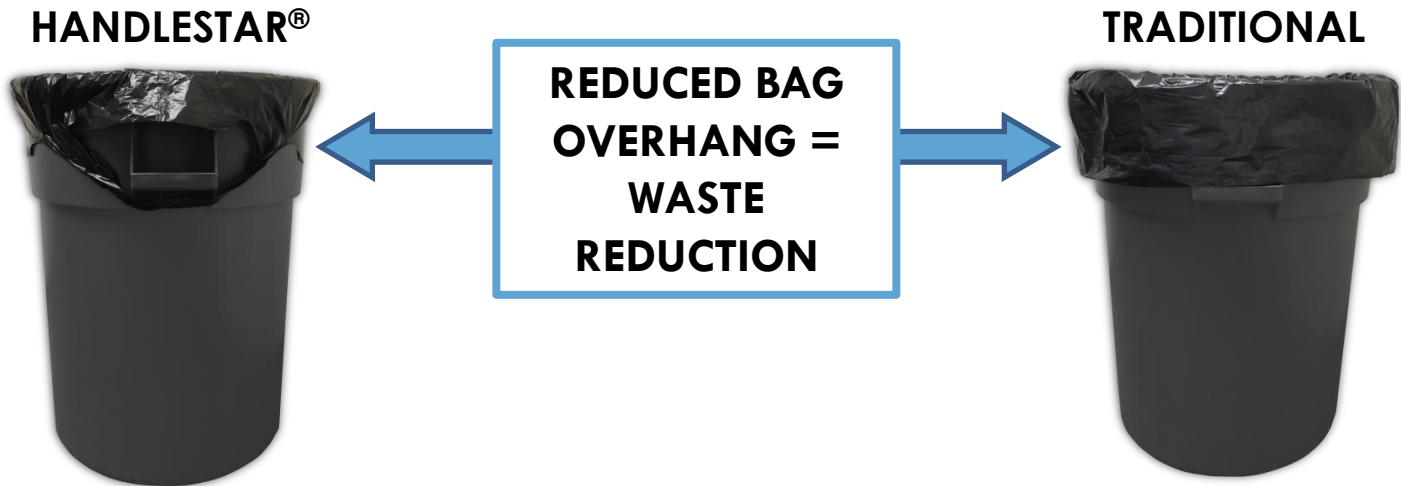 HANDLESTAR®
TRADITIONAL
REDUCED BAG
OVERHANG =
WASTE
REDUCTION